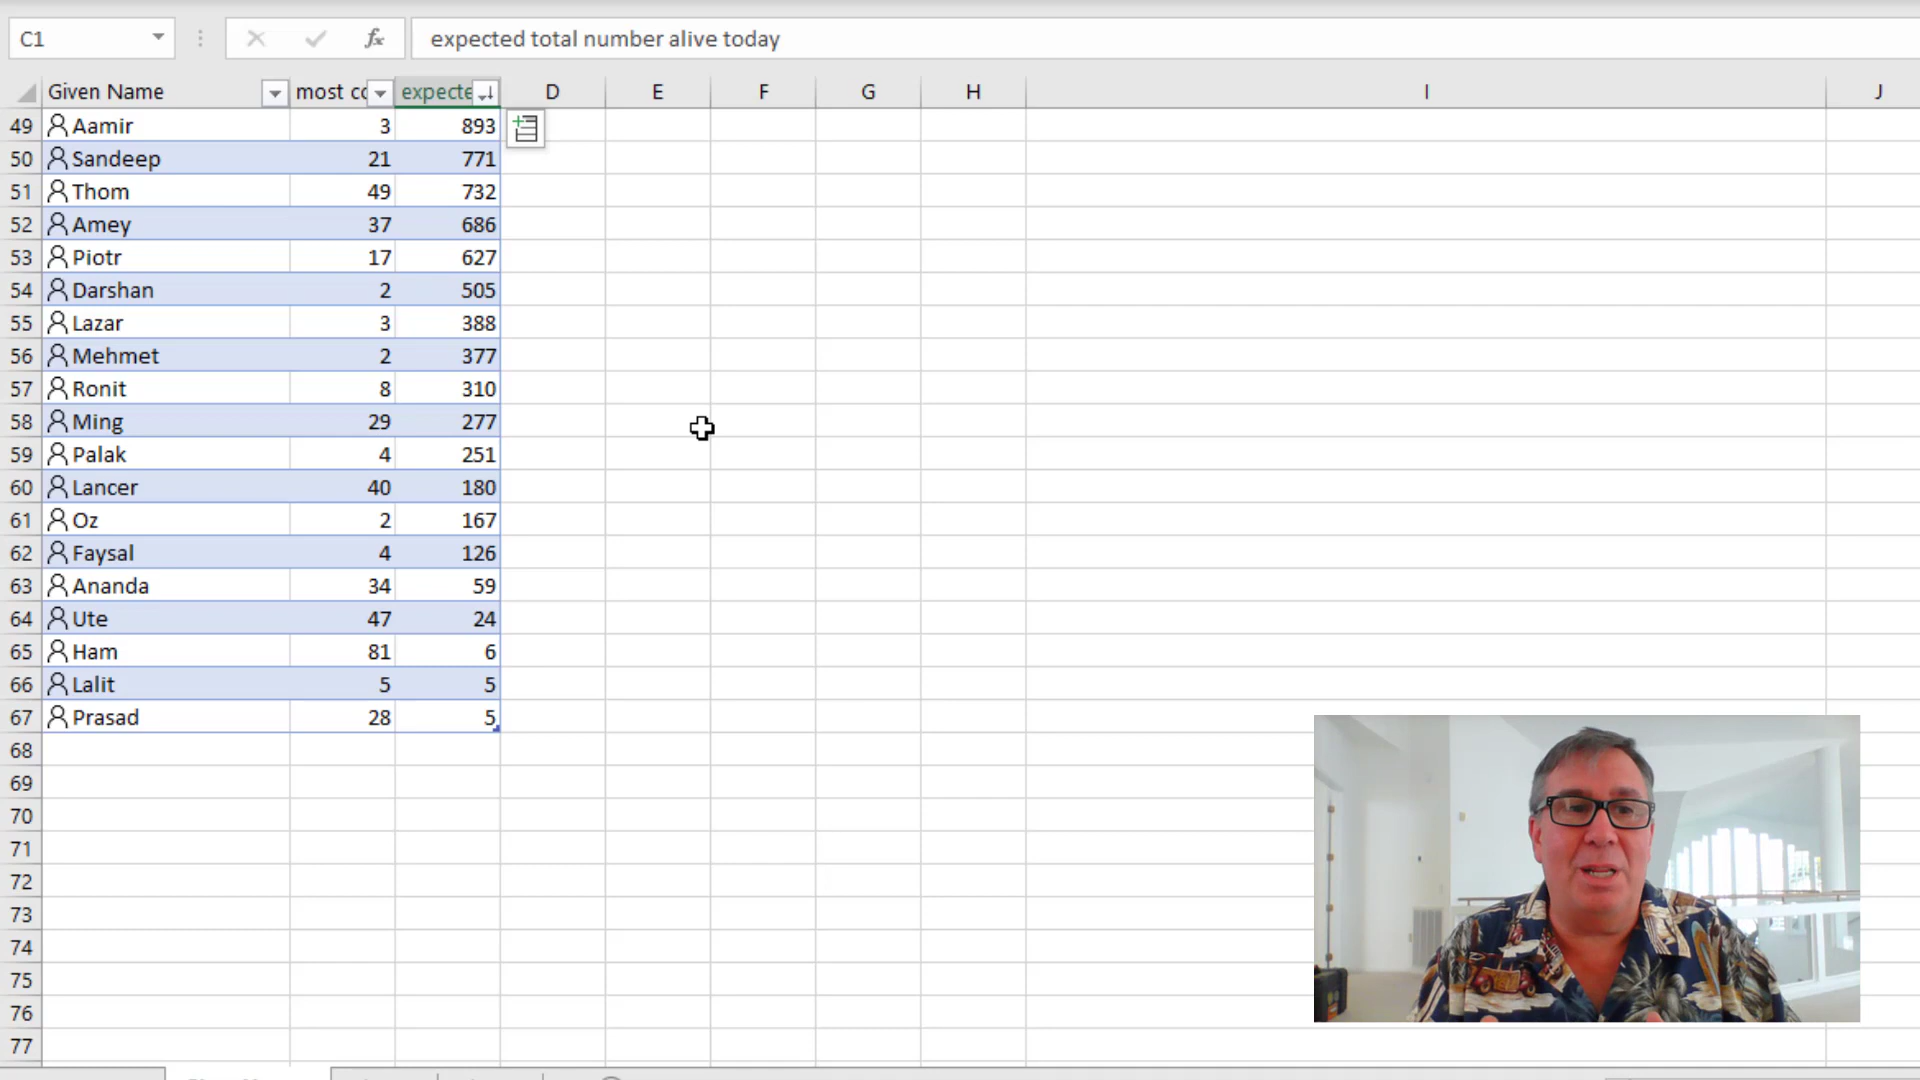 C1 fx expected total number alive today
Given Name most co expecte D E F G H I J
49 Aamir 3 893
50 Sandeep 21 771
51 Thom 49 732
52 Amey 37 686
53 Piotr 17 627
54 Darshan 2 505
55 Lazar 3 388
56 Mehmet 2 377
57 Ronit 8 310
58 Ming 29 277
59 Palak 4 251
60 Lancer 40 180
61 Oz 2 167
62 Faysal 4 126
63 Ananda 34 59
64 Ute 47 24
65 Ham 81 6
66 Lalit 5 5
67 Prasad 28 5
68
69
70
71
72
73
74
75
76
77